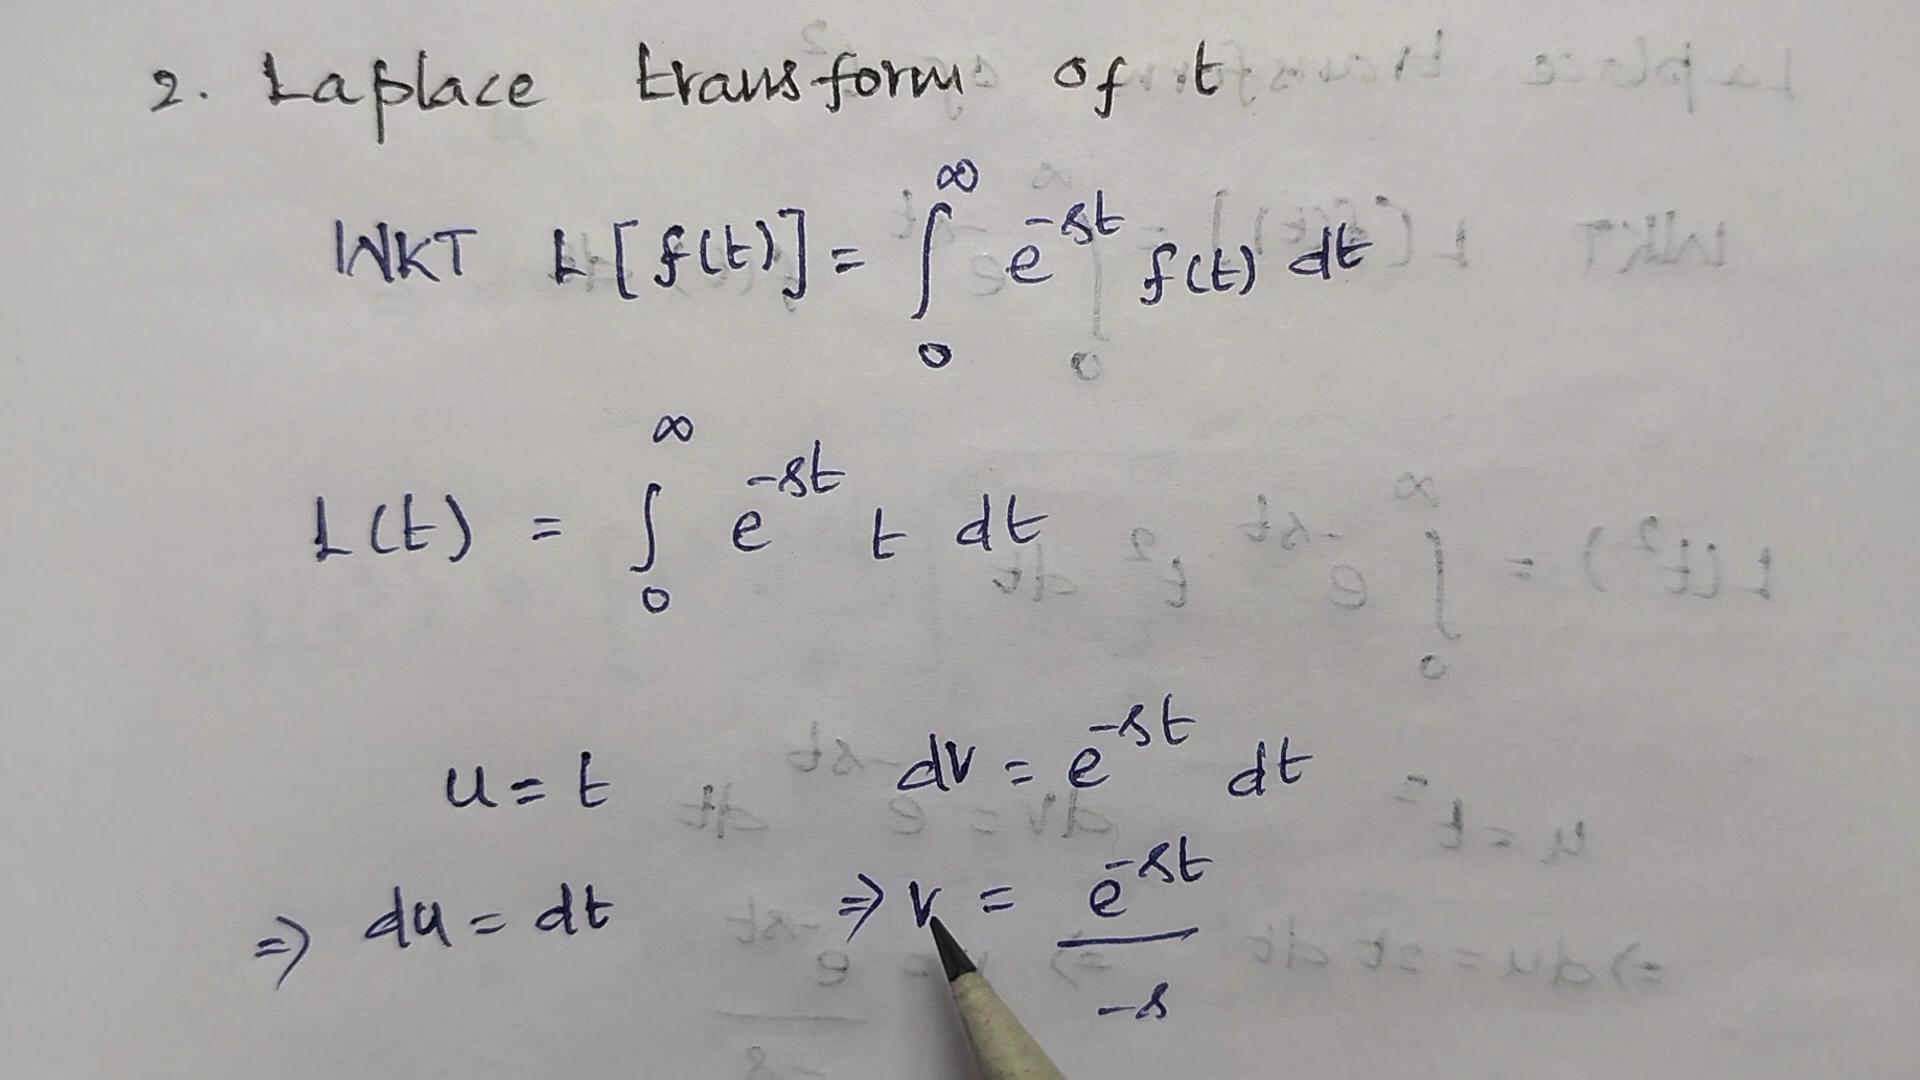 2. Laplace transform of t
WKT L[f(t)] = ∫₀^∞ e^{-st} f(t) dt
L(t) = ∫₀^∞ e^{-st} t dt
u = t dv = e^{-st} dt
⇒ du = dt ⇒ v = e^{-st}/-s